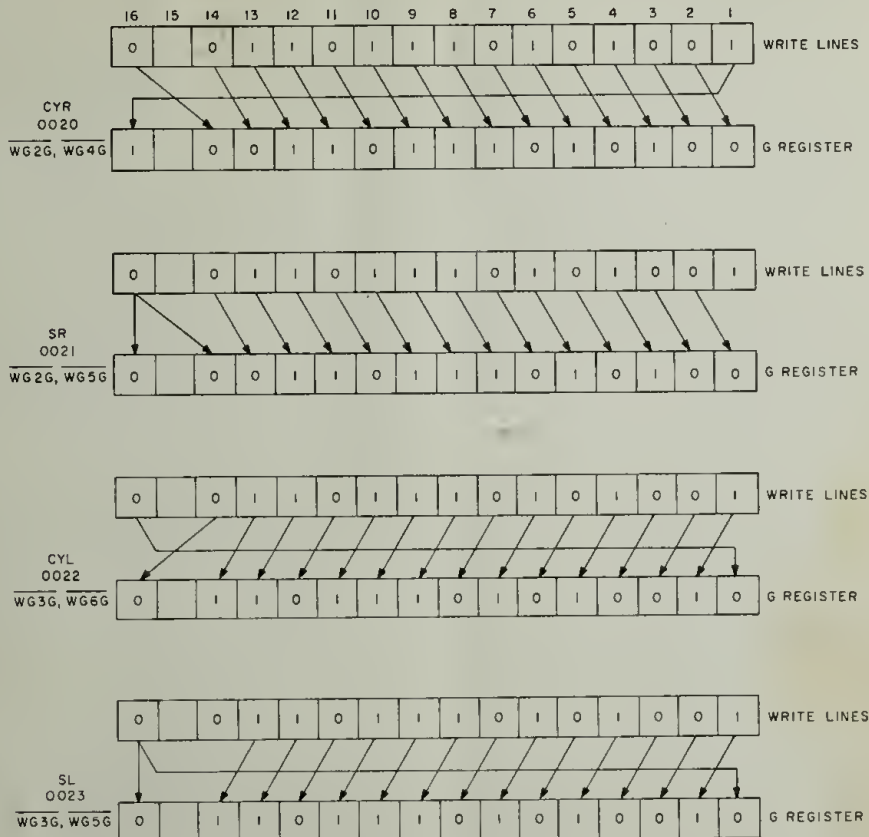 16 15 14 13 12 11 10 9 8 7 6 5 4 3 2 1
0 0 1 1 0 1 1 1 0 1 0 1 0 0 1 WRITE LINES
CYR
0020
WG2G, WG4G
1 0 0 1 1 0 1 1 1 0 1 0 1 0 0 G REGISTER
0 0 1 1 0 1 1 1 0 1 0 1 0 0 1 WRITE LINES
SR
0021
WG2G, WG5G
0 0 0 1 1 0 1 1 1 0 1 0 1 0 0 G REGISTER
0 0 1 1 0 1 1 1 0 1 0 1 0 0 1 WRITE LINES
CYL
0022
WG3G, WG6G
0 1 1 0 1 1 1 0 1 0 1 0 0 1 0 G REGISTER
0 0 1 1 0 1 1 1 0 1 0 1 0 0 1 WRITE LINES
SL
0023
WG3G, WG5G
0 1 1 0 1 1 1 0 1 0 1 0 0 1 0 G REGISTER